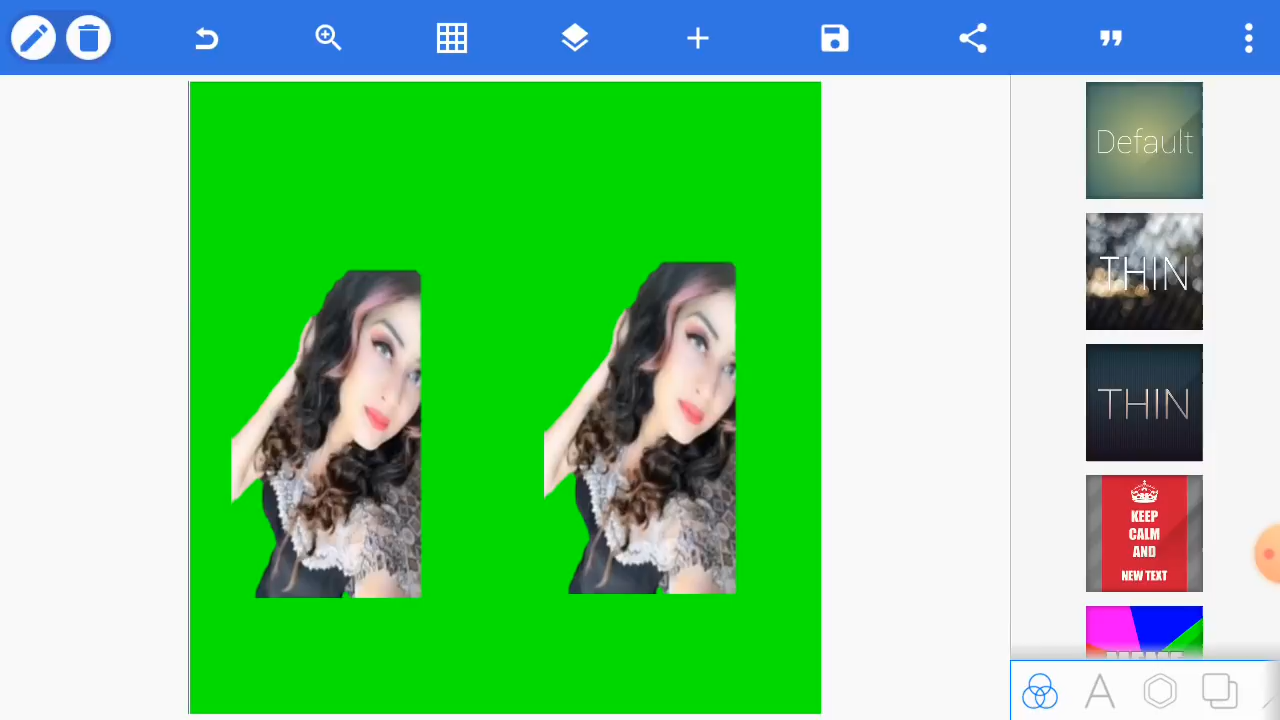 Default
THIN
THIN
KEEP
CALM
AND
NEW TEXT